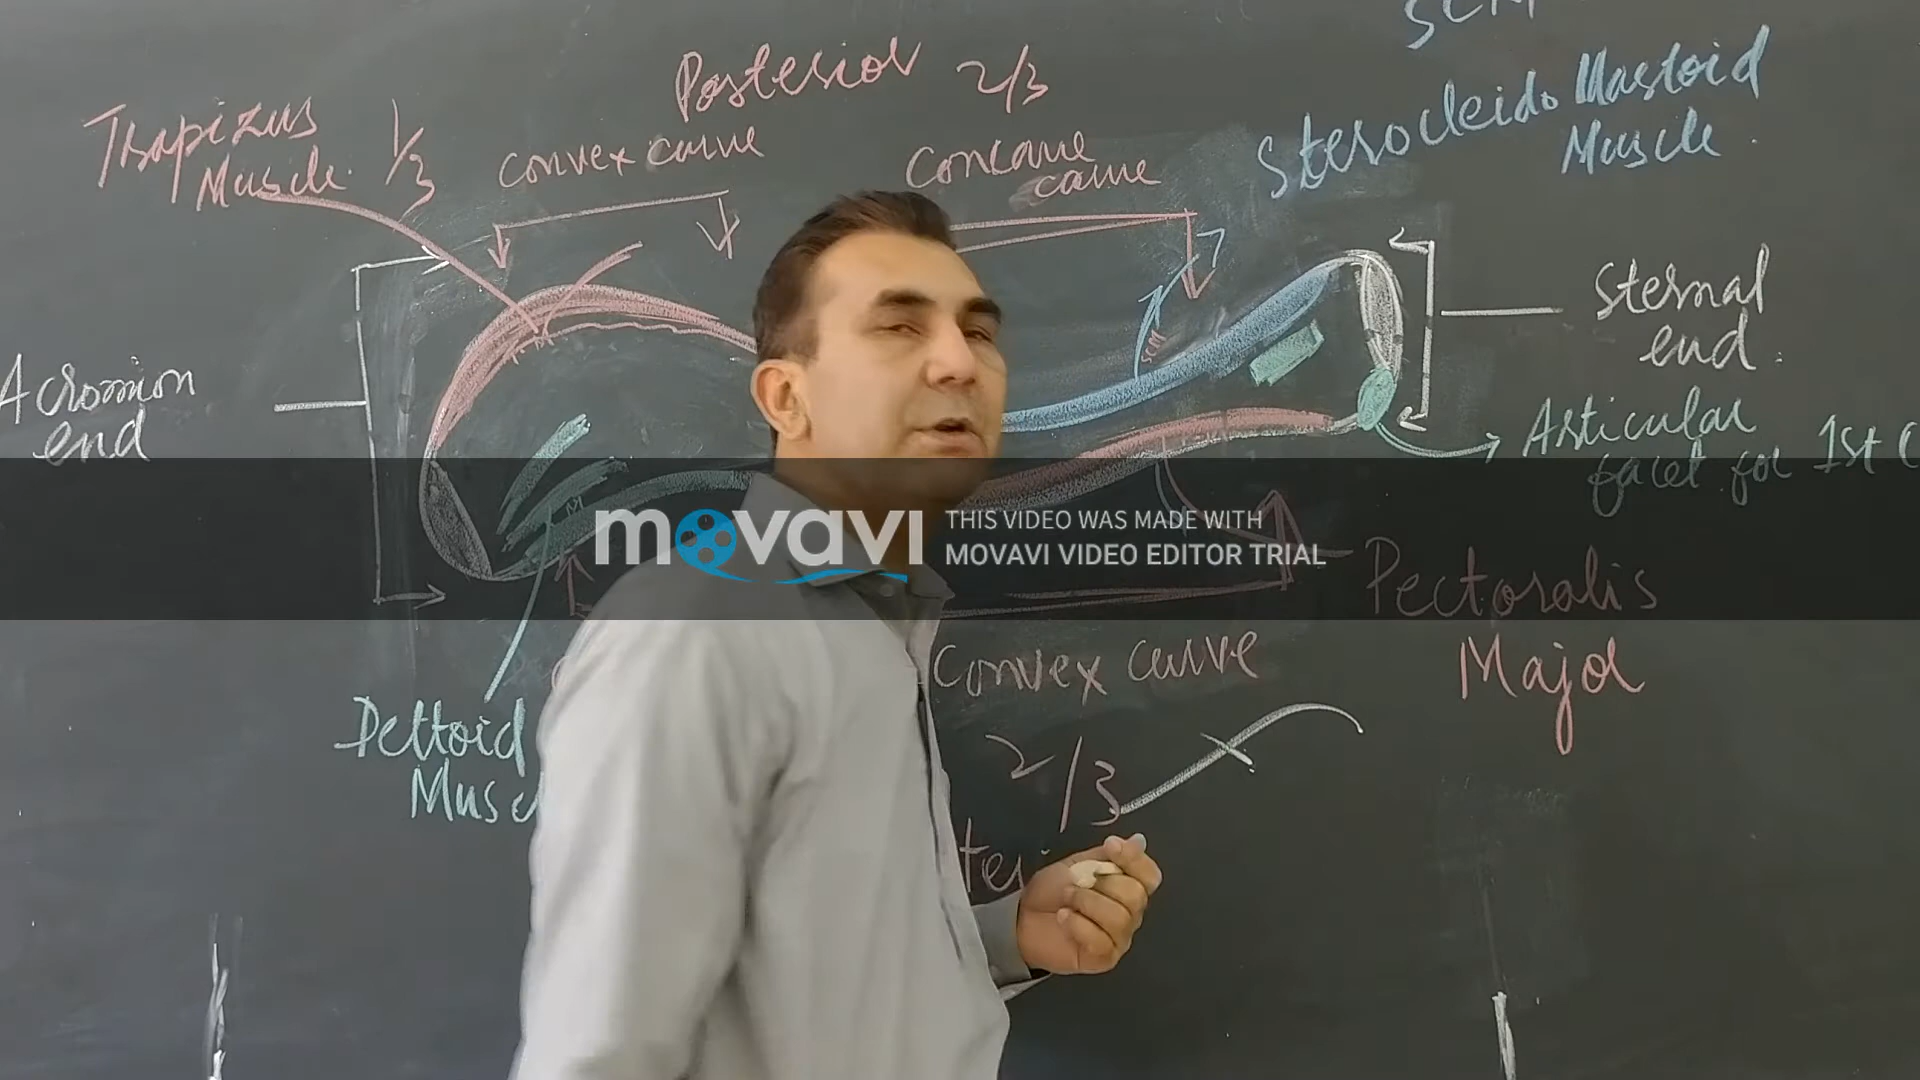 SCM
Posterior 2/3
Sterocleido Mastoid
Muscle.
Trapizus
Muscle. 1/3
Convex curve
Concave
curve
SCM
Sternal
end.
Acromion
end
Articular
facet for 1st C
movavi
THIS VIDEO WAS MADE WITH
MOVAVI VIDEO EDITOR TRIAL
Pectoralis
Major
Convex curve
Deltoid
Musc
2/3